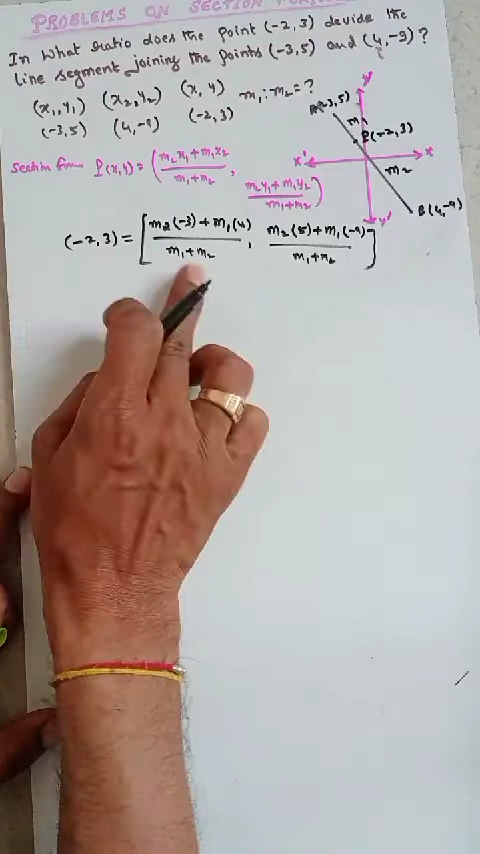 PROBLEMS ON SECTION
In what ratio does the point (-2,3) devide the
line segment joining the points (-3,5) and (4,-9)?
(x₁,y₁) (x₂,y₂) (x,y) m₁:m₂=?
(-3,5) (4,-9) (-2,3)
Section form P(x,y) = (m₂x₁+m₁x₂/m₁+m₂, m₂y₁+m₁y₂/m₁+m₂)
(-2,3) = [m₂(-3)+m₁(4)/m₁+m₂, m₂(5)+m₁(-9)/m₁+m₂]
y
A(-3,5)
m₁
P(-2,3)
x' x
m₂
B(4,-9)
y'